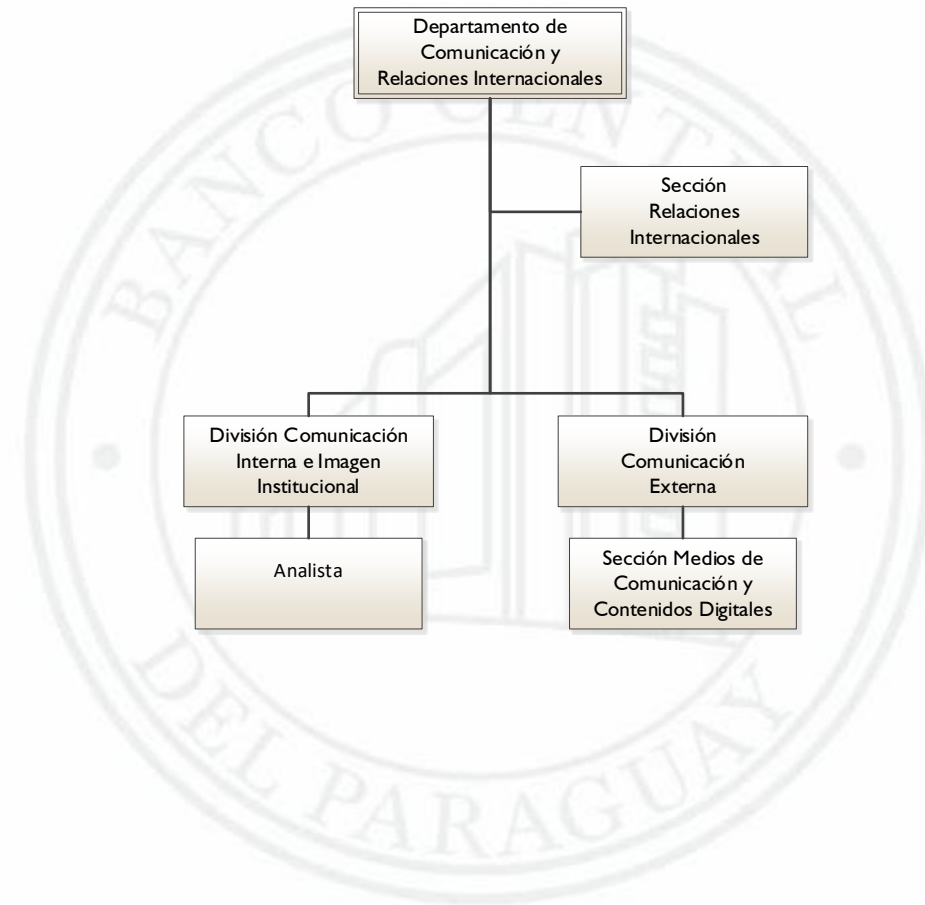 Departamento de
Comunicación y
Relaciones Internacionales
Sección
Relaciones
Internacionales
División Comunicación
Interna e Imagen
Institucional
División
Comunicación
Externa
Analista
Sección Medios de
Comunicación y
Contenidos Digitales
BANCO CENTRAL
DEL PARAGUAY